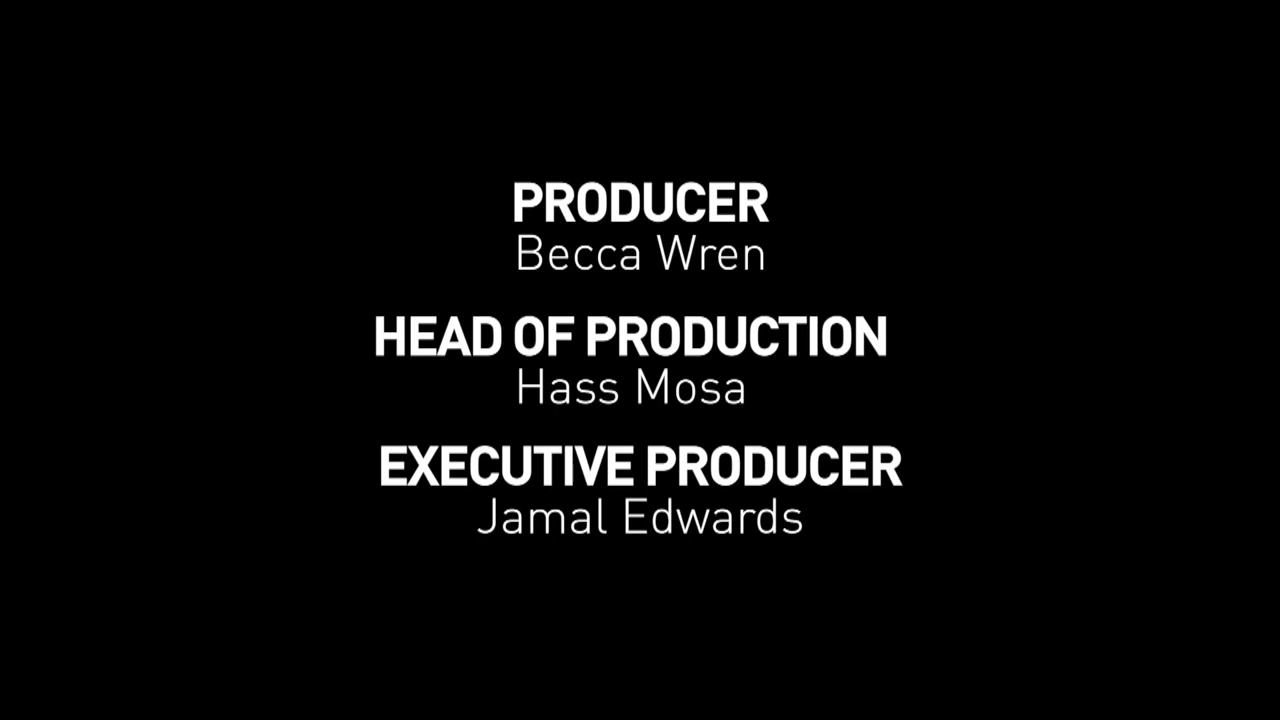 PRODUCER
Becca Wren
HEAD OF PRODUCTION
Hass Mosa
EXECUTIVE PRODUCER
Jamal Edwards